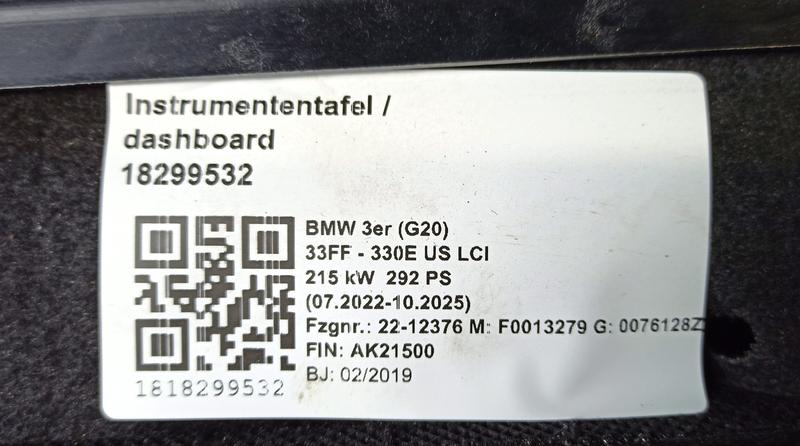 Instrumententafel /
dashboard
18299532
BMW 3er (G20)
33FF - 330E US LCI
215 kW 292 PS
(07.2022-10.2025)
Fzgnr.: 22-12376 M: F0013279 G: 0076128Z
FIN: AK21500
BJ: 02/2019
1818299532